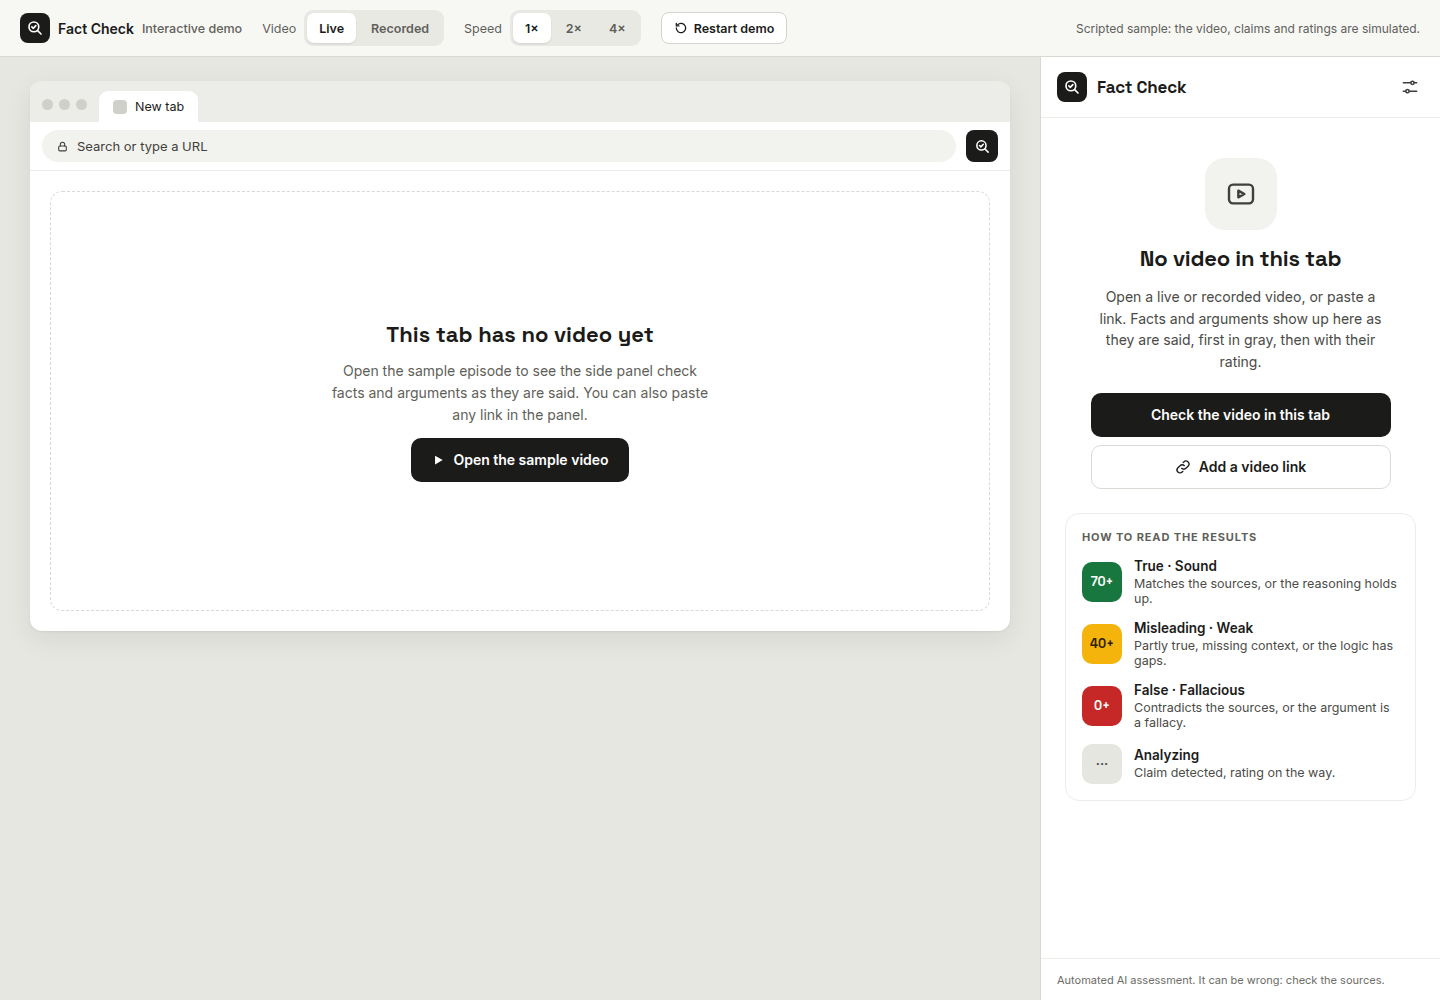 Fact Check Interactive demo Video Live Recorded Speed 1× 2× 4× Restart demo Scripted sample: the video, claims and ratings are simulated.
New tab
Search or type a URL
This tab has no video yet
Open the sample episode to see the side panel check
facts and arguments as they are said. You can also paste
any link in the panel.
Open the sample video
Fact Check
No video in this tab
Open a live or recorded video, or paste a
link. Facts and arguments show up here as
they are said, first in gray, then with their
rating.
Check the video in this tab
Add a video link
HOW TO READ THE RESULTS
70+ True · Sound
Matches the sources, or the reasoning holds
up.
40+ Misleading · Weak
Partly true, missing context, or the logic has
gaps.
0+ False · Fallacious
Contradicts the sources, or the argument is
a fallacy.
... Analyzing
Claim detected, rating on the way.
Automated AI assessment. It can be wrong: check the sources.